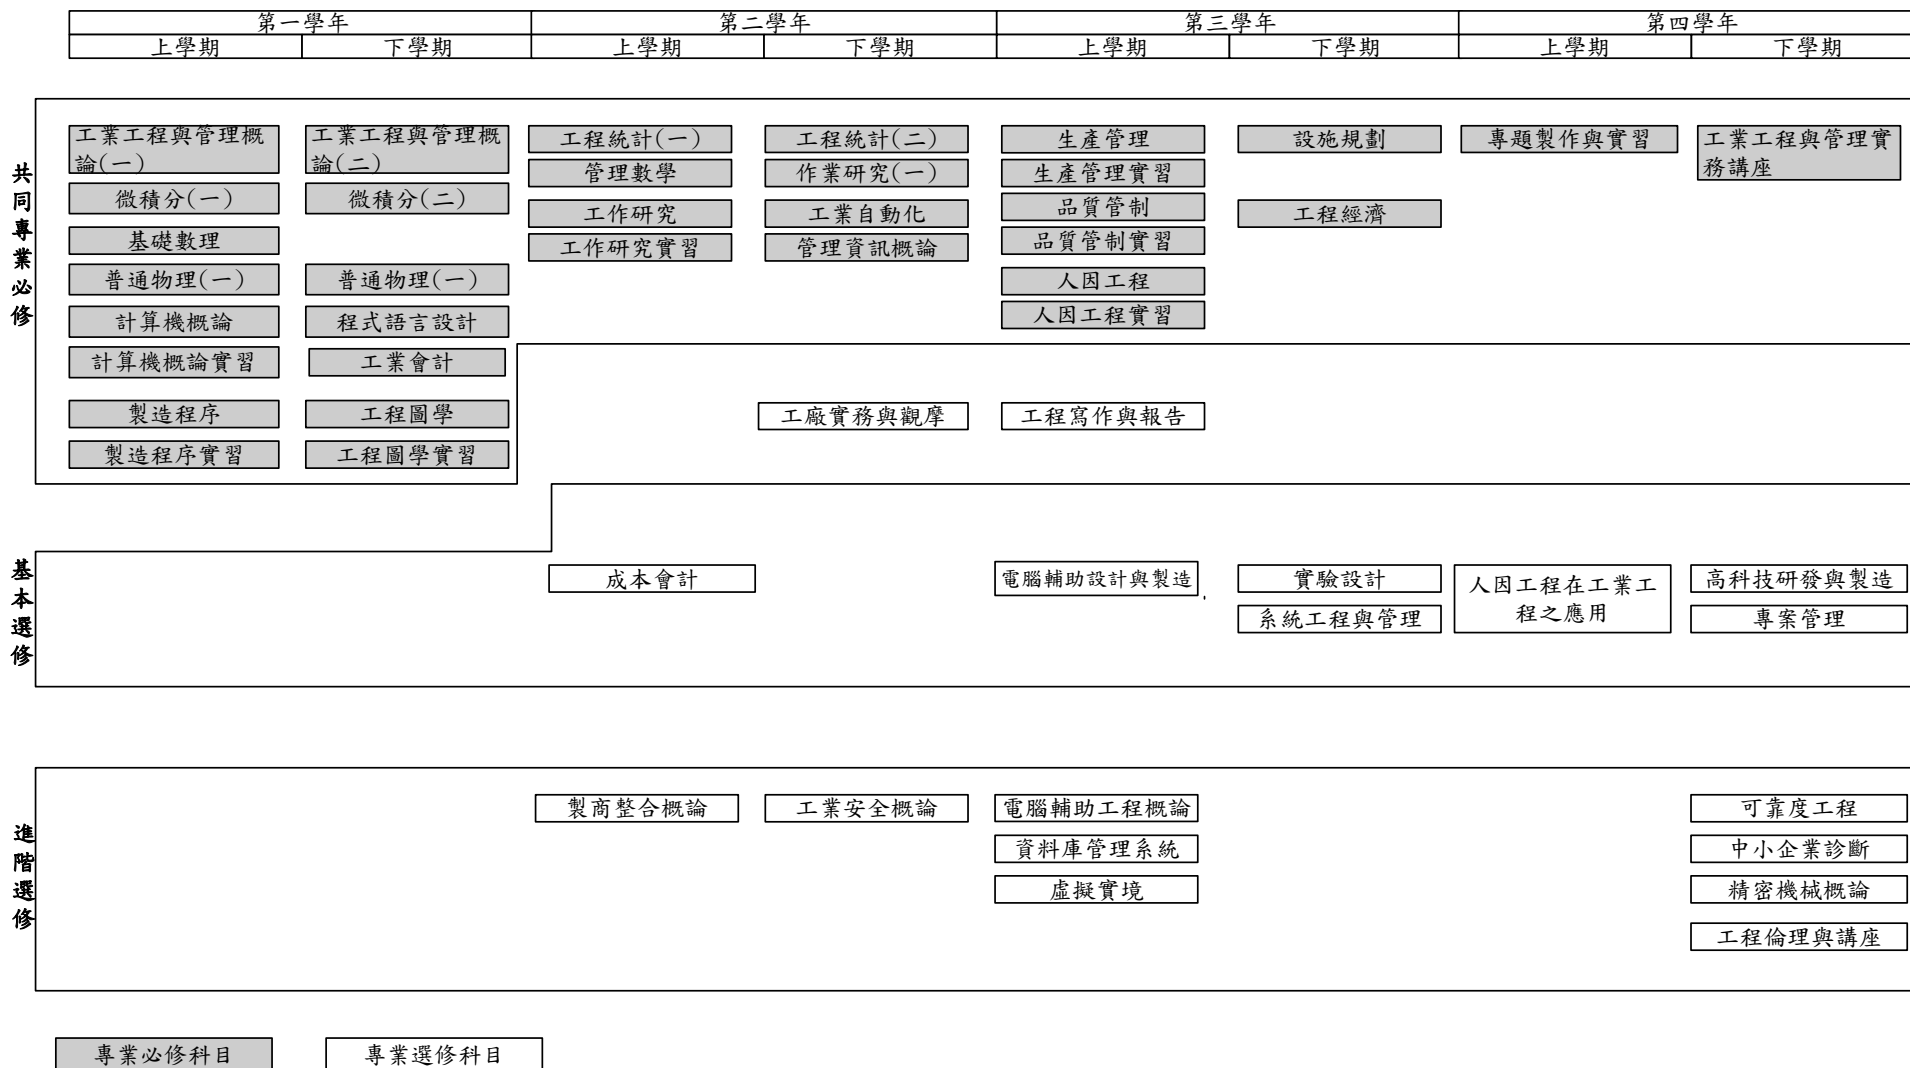 第一學年 第二學年 第三學年 第四學年
上學期 下學期 上學期 下學期 上學期 下學期 上學期 下學期
共同專業必修
工業工程與管理概
論(一)
工業工程與管理概
論(二)
工程統計(一)
工程統計(二)
生產管理
設施規劃
專題製作與實習
工業工程與管理實
務講座
管理數學
作業研究(一)
生產管理實習
微積分(一)
微積分(二)
工作研究
工業自動化
品質管制
工程經濟
基礎數理
工作研究實習
管理資訊概論
品質管制實習
普通物理(一)
普通物理(一)
人因工程
計算機概論
程式語言設計
人因工程實習
計算機概論實習
工業會計
製造程序
工程圖學
工廠實務與觀摩
工程寫作與報告
製造程序實習
工程圖學實習
基本選修
成本會計
電腦輔助設計與製造
實驗設計
人因工程在工業工
程之應用
高科技研發與製造
系統工程與管理
專案管理
進階選修
製商整合概論
工業安全概論
電腦輔助工程概論
可靠度工程
資料庫管理系統
中小企業診斷
虛擬實境
精密機械概論
工程倫理與講座
專業必修科目
專業選修科目